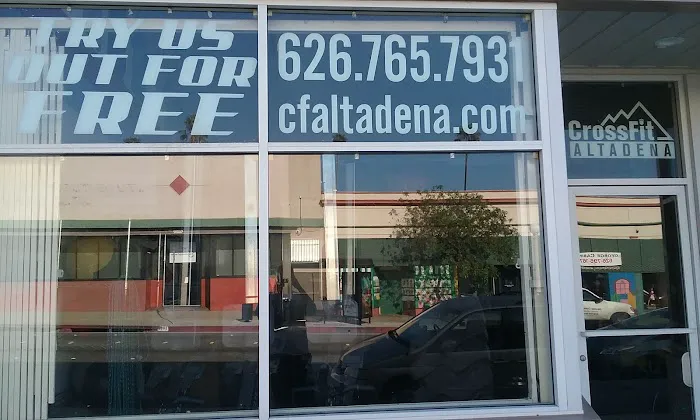 TRY US
OUT FOR
FREE
626.765.7931
cfaltadena.com
CrossFit
ALTADENA